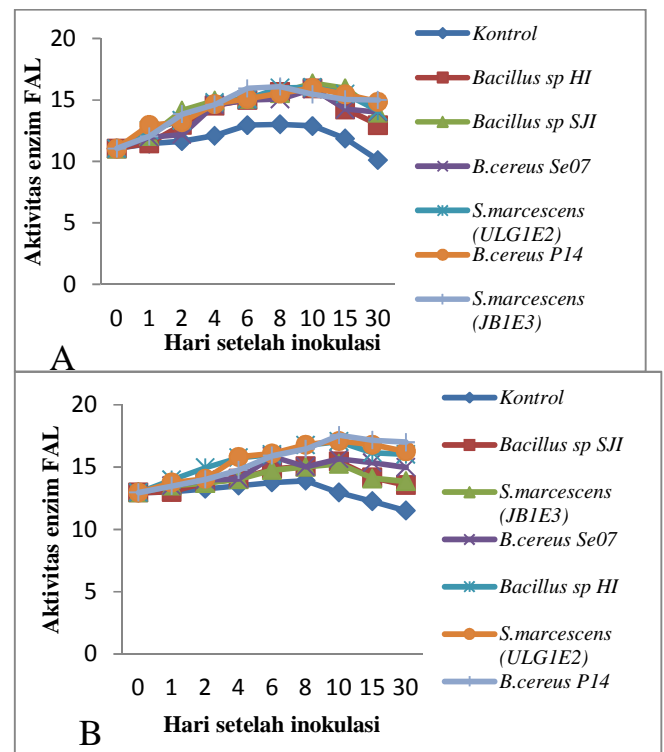 20
15
10
5
0
Aktivitas enzim FAL
0 1 2 4 6 8 10 15 30
Hari setelah inokulasi
A
Kontrol
Bacillus sp HI
Bacillus sp SJI
B.cereus Se07
S.marcescens
(ULG1E2)
B.cereus P14
S.marcescens
(JB1E3)
20
15
10
5
0
Aktivitas enzim FAL
0 1 2 4 6 8 10 15 30
Hari setelah inokulasi
B
Kontrol
Bacillus sp SJI
S.marcescens
(JB1E3)
B.cereus Se07
Bacillus sp HI
S.marcescens
(ULG1E2)
B.cereus P14